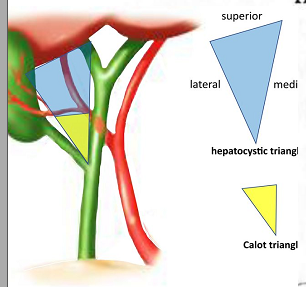 superior
lateral
medi
hepatocystic triangl
Calot triangl